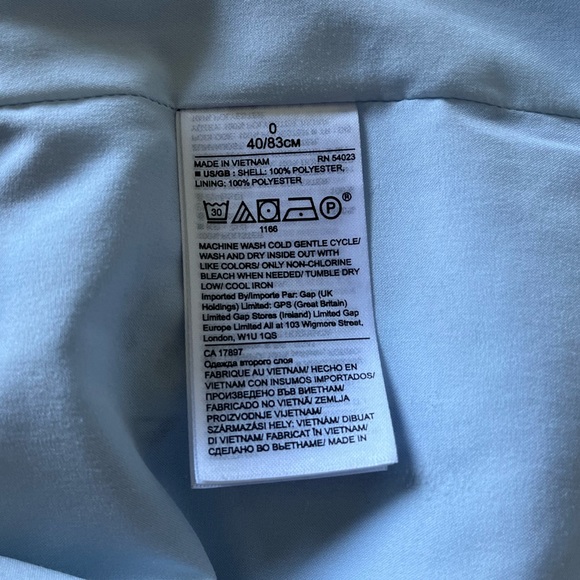 0
40/83см
MADE IN VIETNAM RN 54023
■ US/GB : SHELL: 100% POLYESTER,
LINING: 100% POLYESTER
30 P
1166
MACHINE WASH COLD GENTLE CYCLE/
WASH AND DRY INSIDE OUT WITH
LIKE COLORS/ ONLY NON-CHLORINE
BLEACH WHEN NEEDED/ TUMBLE DRY
LOW/ COOL IRON
Imported By/Importe Par: Gap (UK
Holdings) Limited: GPS (Great Britain)
Limited Gap Stores (Ireland) Limited Gap
Europe Limited All at 103 Wigmore Street,
London, W1U 1QS
CA 17897
Одежда второго слоя
FABRIQUE AU VIETNAM/ HECHO EN
VIETNAM CON INSUMOS IMPORTADOS/
ПРОИЗВЕДЕНО ВЪВ ВИЕТНАМ/
FABRICADO NO VIETNÃ/ ZEMLJA
PROIZVODNJE VIJETNAM/
SZÁRMAZÁSI HELY: VIETNÁM/ DIBUAT
DI VIETNAM/ FABRICAT ÎN VIETNAM/
СДЕЛАНО ВО ВЬЕТНАМЕ/ MADE IN